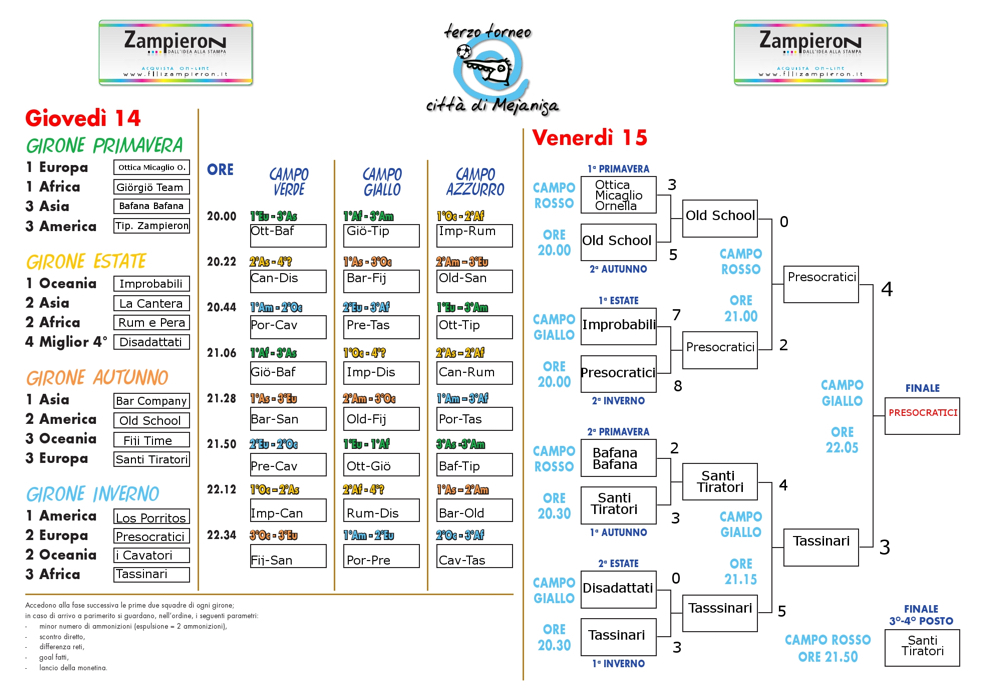 Zampieron
DALL'IDEA ALLA STAMPA
ACQUISTA ON-LINE
www.fllizampieron.it
terzo torneo
città di Mejaniga
Zampieron
DALL'IDEA ALLA STAMPA
ACQUISTA ON-LINE
www.fllizampieron.it
Giovedì 14
GIRONE PRIMAVERA
1 Europa Ottica Micaglio O.
1 Africa Giörgiö Team
3 Asia Bafana Bafana
3 America Tip. Zampieron
GIRONE ESTATE
1 Oceania Improbabili
2 Asia La Cantera
2 Africa Rum e Pera
4 Miglior 4° Disadattati
GIRONE AUTUNNO
1 Asia Bar Company
2 America Old School
3 Oceania Fiji Time
3 Europa Santi Tiratori
GIRONE INVERNO
1 America Los Porritos
2 Europa Presocratici
2 Oceania i Cavatori
3 Africa Tassinari
ORE CAMPO VERDE CAMPO GIALLO CAMPO AZZURRO
20.00 1°Eu - 3°As 1°Af - 3°Am 1°Oc - 2°Af
Ott-Baf Giö-Tip Imp-Rum
20.22 2°As - 4°? 1°As - 3°Oc 2°Am - 3°Eu
Can-Dis Bar-Fij Old-San
20.44 1°Am - 2°Oc 2°Eu - 3°Af 1°Eu - 3°Am
Por-Cav Pre-Tas Ott-Tip
21.06 1°Af - 3°As 1°Oc - 4°? 2°As - 2°Af
Giö-Baf Imp-Dis Can-Rum
21.28 1°As - 3°Eu 2°Am - 3°Oc 1°Am - 3°Af
Bar-San Old-Fij Por-Tas
21.50 2°Eu - 2°Oc 1°Eu - 1°Af 3°As -3°Am
Pre-Cav Ott-Giö Baf-Tip
22.12 1°Oc - 2°As 2°Af - 4°? 1°As - 2°Am
Imp-Can Rum-Dis Bar-Old
22.34 3°Oc - 3°Eu 1°Am - 2°Eu 2°Oc - 3°Af
Fij-San Por-Pre Cav-Tas
Accedono alla fase successiva le prime due squadre di ogni girone;
in caso di arrivo a parimerito si guardano, nell'ordine, i seguenti parametri:
- minor numero di ammonizioni (espulsione = 2 ammonizioni),
- scontro diretto,
- differenza reti,
- goal fatti,
- lancio della monetina.
Venerdì 15
1° PRIMAVERA
CAMPO ROSSO
Ottica
Micaglio
Ornella
3
ORE 20.00
Old School
5
2° AUTUNNO
Old School
0
CAMPO ROSSO
ORE 21.00
1° ESTATE
CAMPO GIALLO
Improbabili
7
ORE 20.00
Presocratici
8
2° INVERNO
Presocratici
2
Presocratici
4
2° PRIMAVERA
CAMPO ROSSO
Bafana
Bafana
2
ORE 20.30
Santi
Tiratori
3
1° AUTUNNO
Santi
Tiratori
4
CAMPO GIALLO
ORE 21.15
2° ESTATE
CAMPO GIALLO
Disadattati
0
ORE 20.30
Tassinari
3
1° INVERNO
Tasssinari
5
Tassinari
3
CAMPO GIALLO
ORE 22.05
FINALE
PRESOCRATICI
FINALE
3°-4° POSTO
CAMPO ROSSO
ORE 21.50
Santi
Tiratori